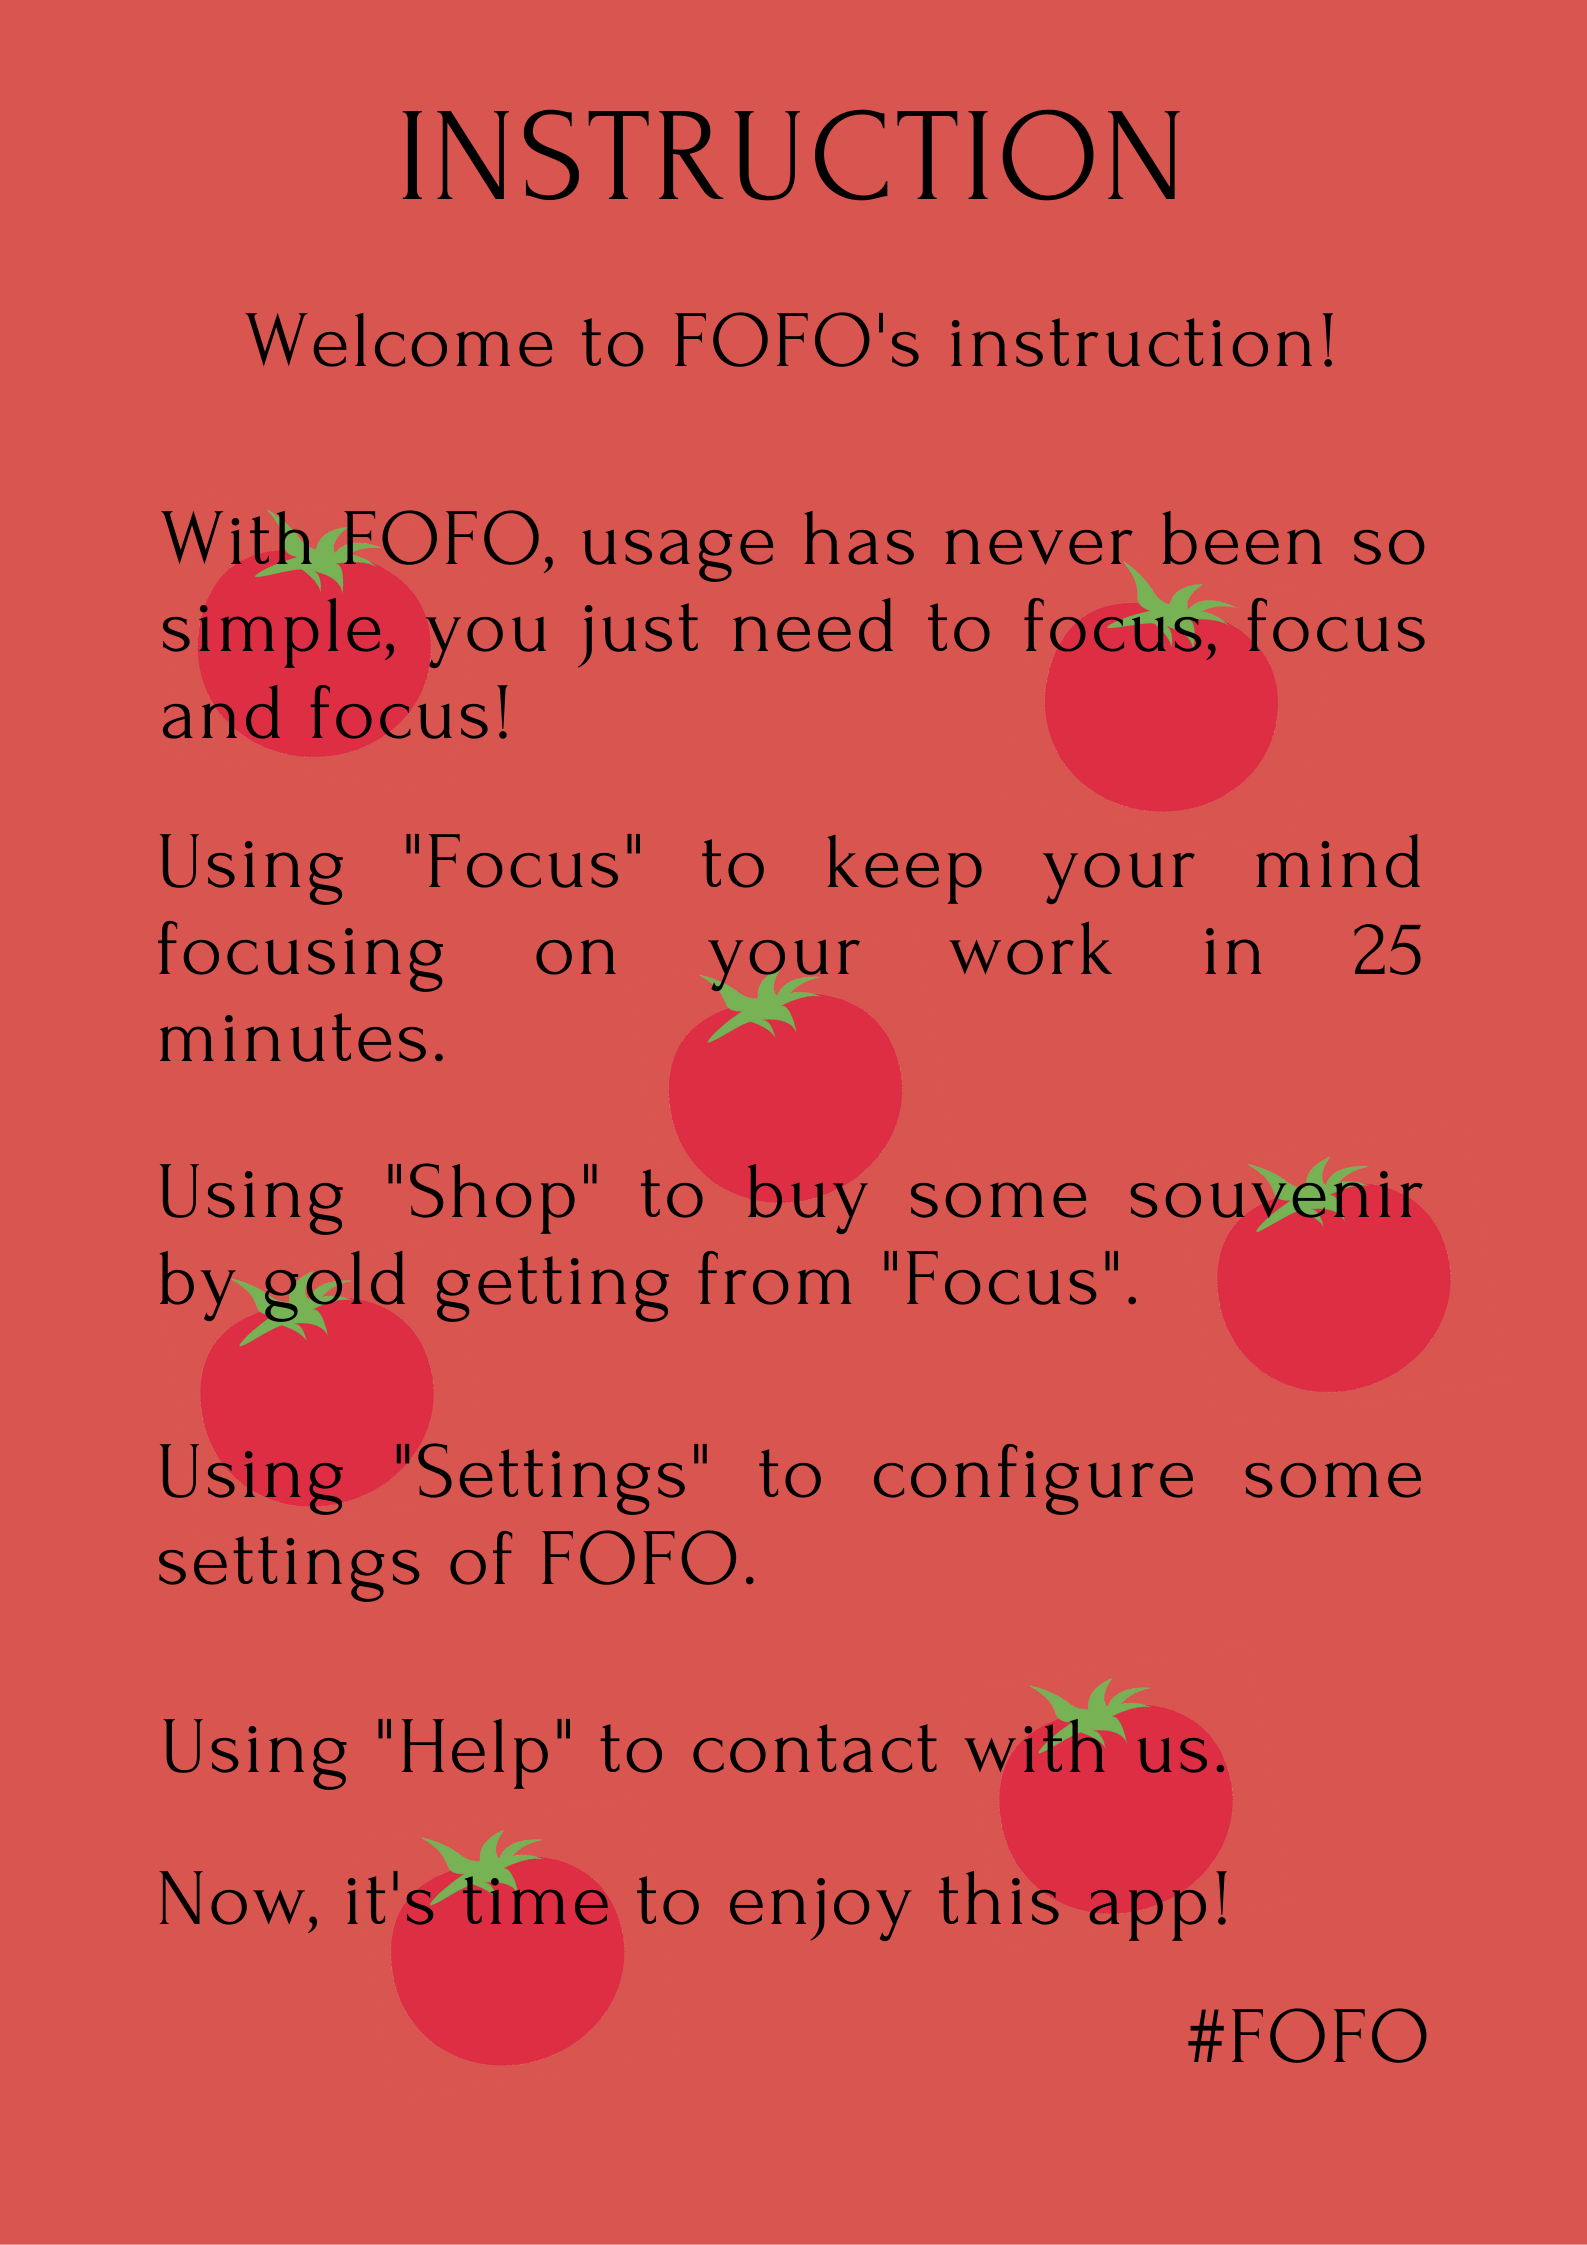 INSTRUCTION
Welcome to FOFO's instruction!
With FOFO, usage has never been so
simple, you just need to focus, focus
and focus!
Using "Focus" to keep your mind
focusing on your work in 25
minutes.
Using "Shop" to buy some souvenir
by gold getting from "Focus".
Using "Settings" to configure some
settings of FOFO.
Using "Help" to contact with us.
Now, it's time to enjoy this app!
#FOFO